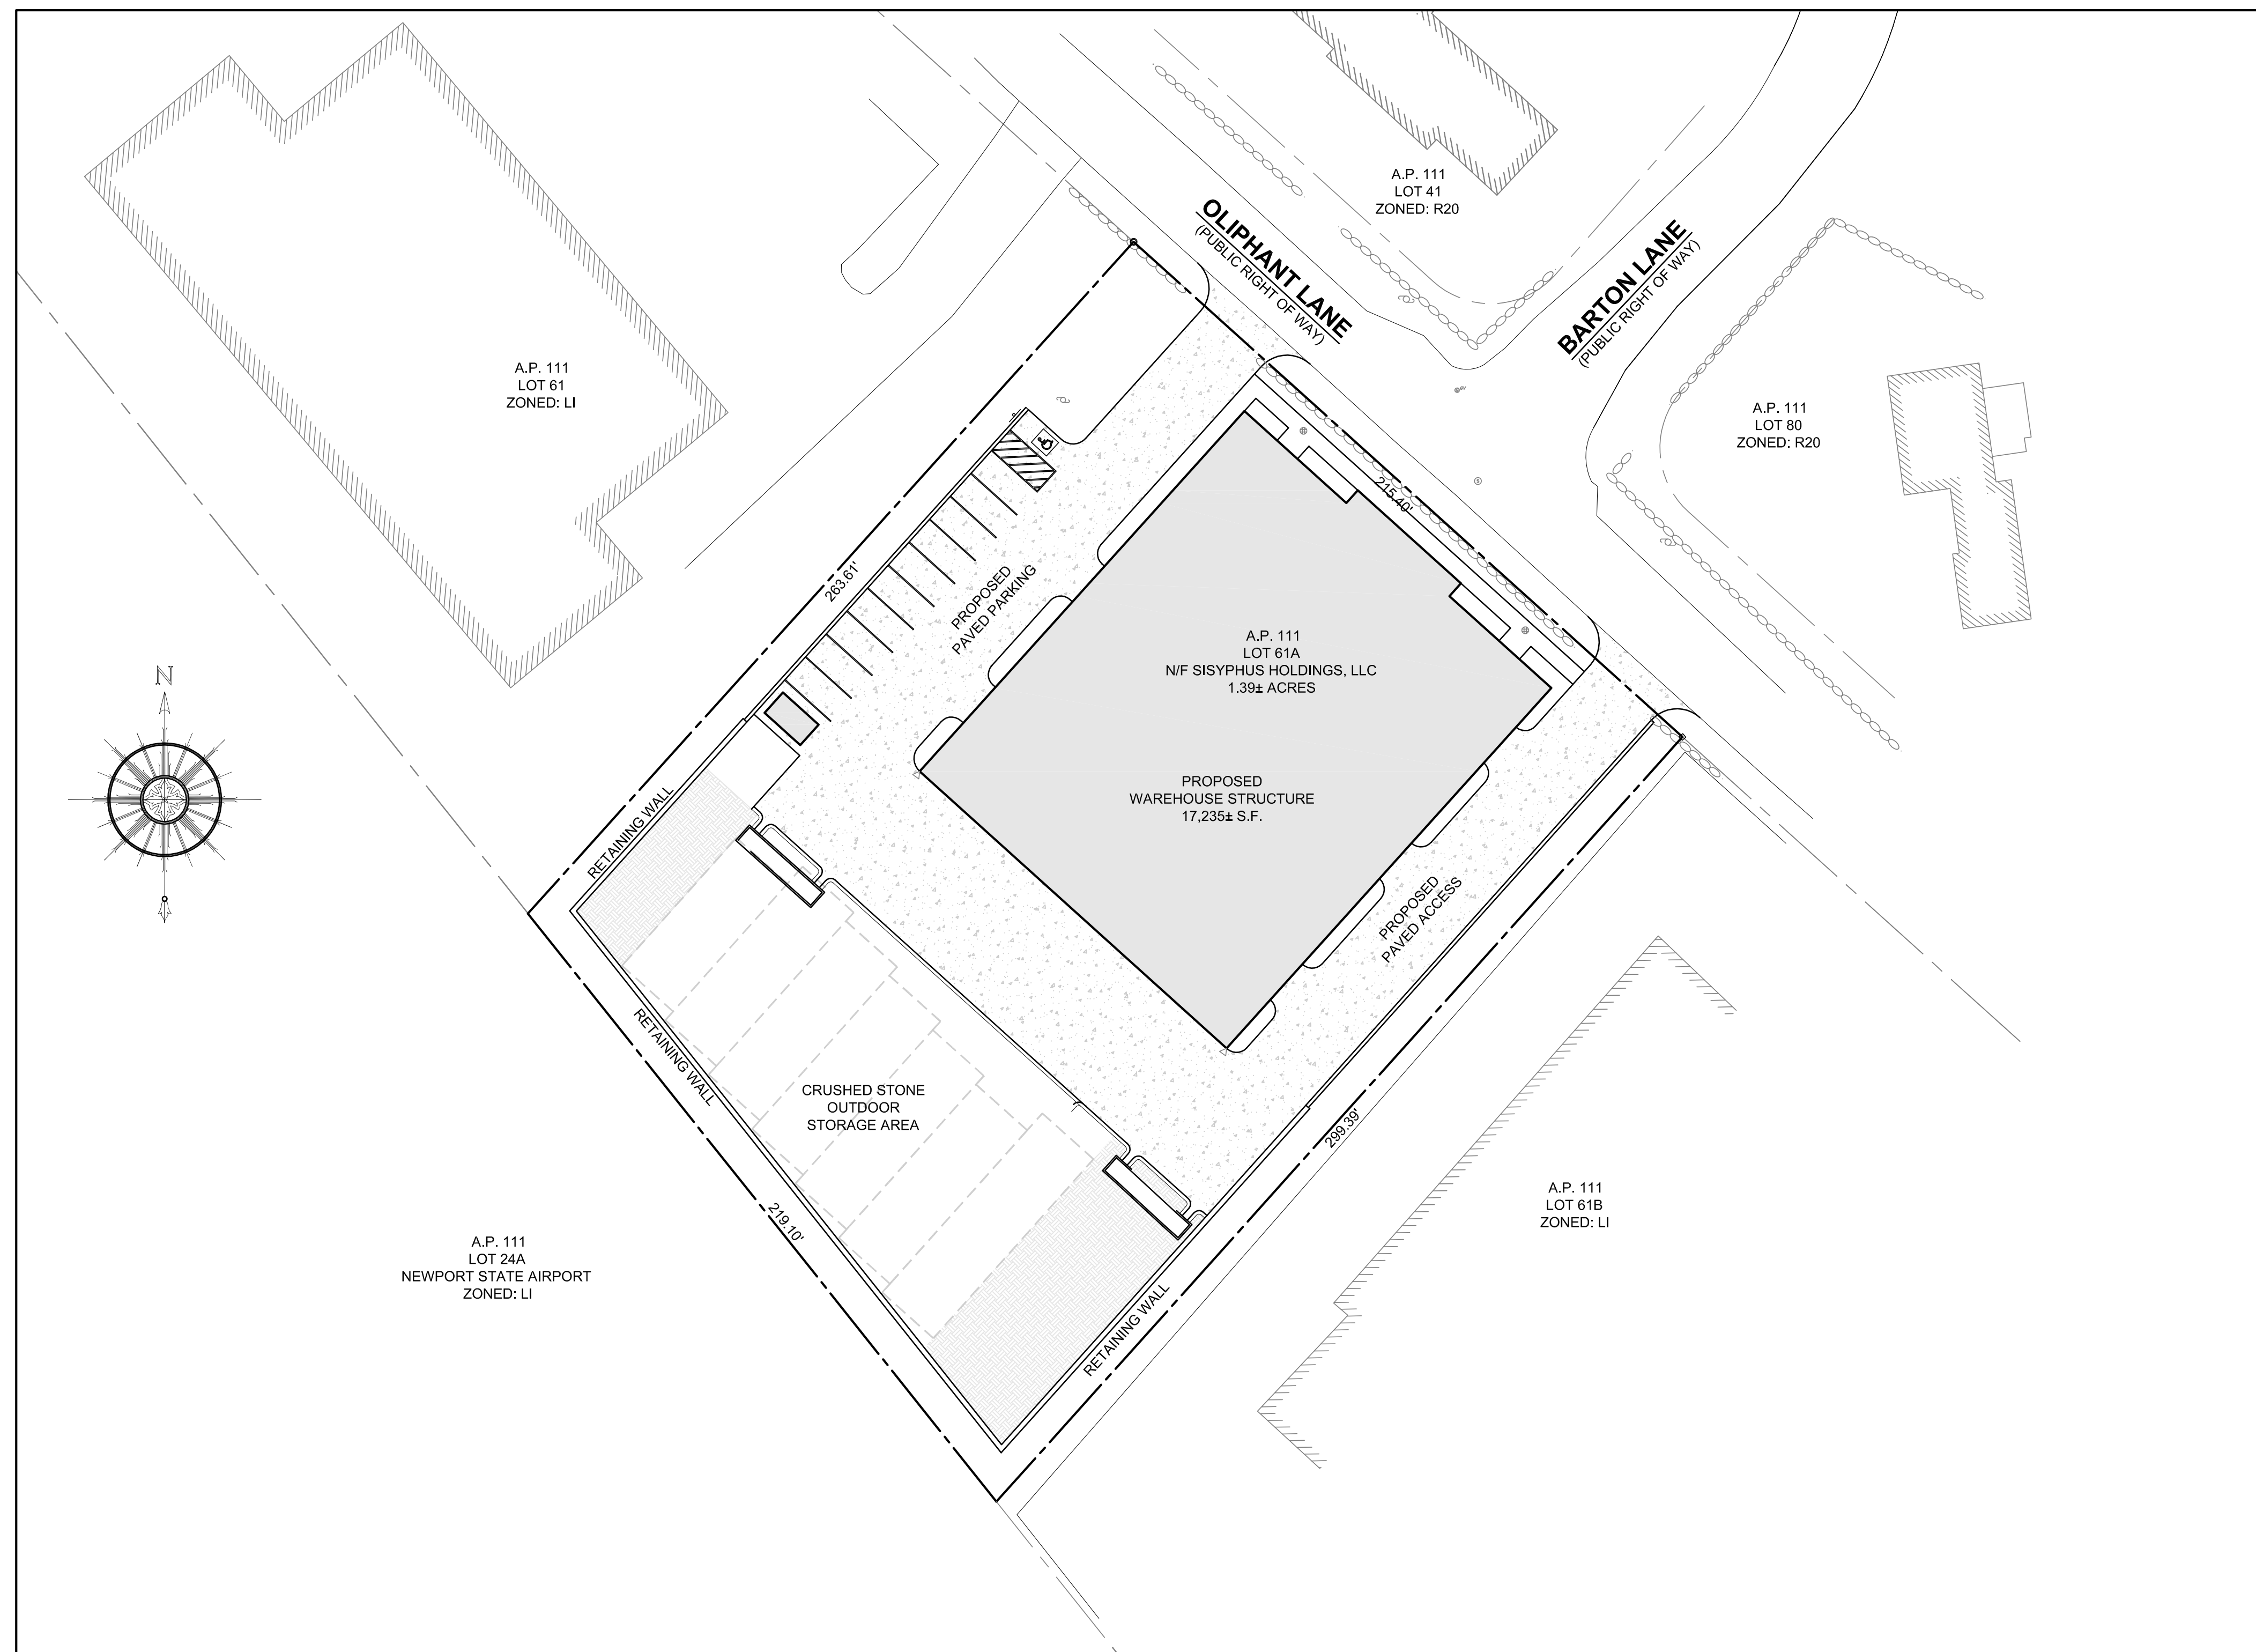 A.P. 111
LOT 41
ZONED: R20
OLIPHANT LANE
(PUBLIC RIGHT OF WAY)
BARTON LANE
(PUBLIC RIGHT OF WAY)
A.P. 111
LOT 61
ZONED: LI
A.P. 111
LOT 80
ZONED: R20
215.40'
263.61'
PROPOSED
PAVED PARKING
A.P. 111
LOT 61A
N/F SISYPHUS HOLDINGS, LLC
1.39± ACRES
N
PROPOSED
WAREHOUSE STRUCTURE
17,235± S.F.
RETAINING WALL
PROPOSED
PAVED ACCESS
RETAINING WALL
CRUSHED STONE
OUTDOOR
STORAGE AREA
299.39'
219.10'
A.P. 111
LOT 61B
ZONED: LI
A.P. 111
LOT 24A
NEWPORT STATE AIRPORT
ZONED: LI
RETAINING WALL